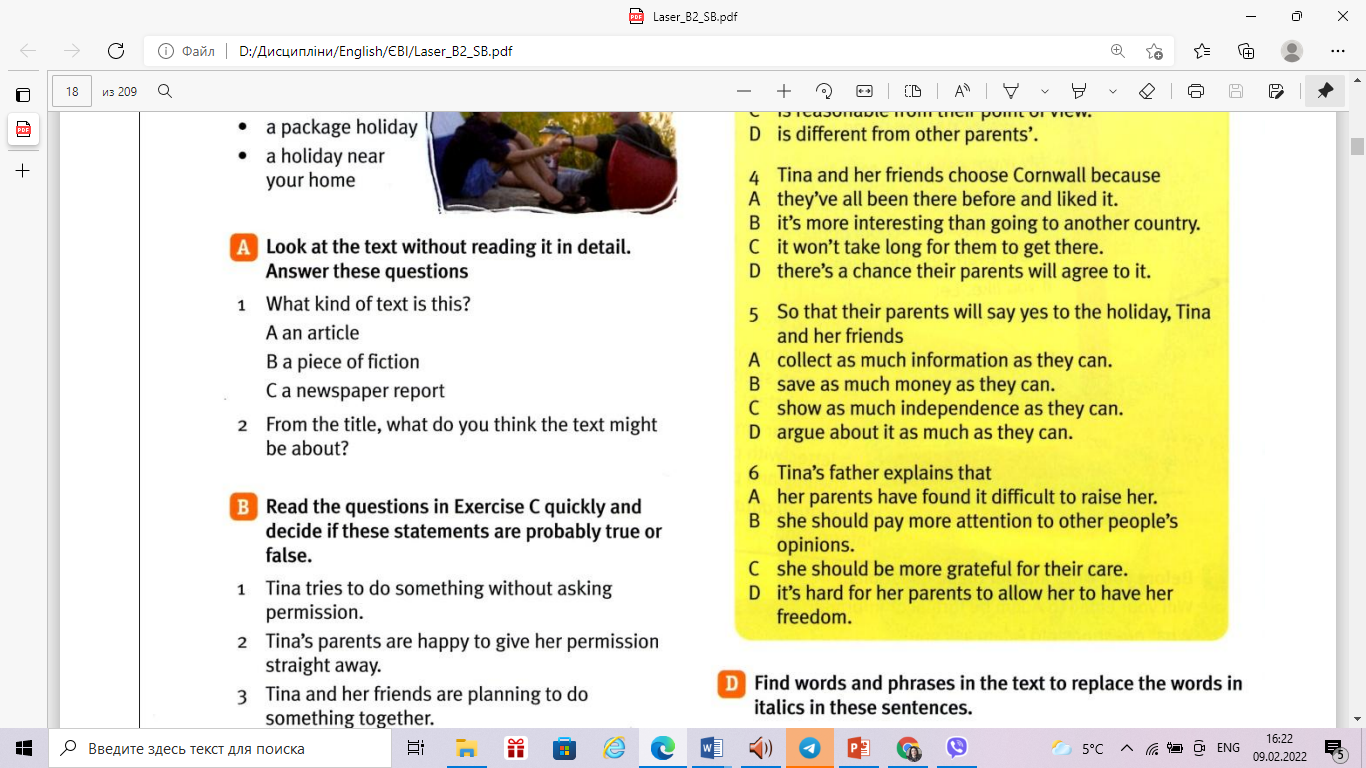 Laser_B2_SB.pdf
Файл
D:/Дисципліни/English/ЄВІ/Laser_B2_SB.pdf
18 из 209
• a package holiday
• a holiday near
your home
A Look at the text without reading it in detail.
Answer these questions
1 What kind of text is this?
A an article
B a piece of fiction
C a newspaper report
2 From the title, what do you think the text might
be about?
B Read the questions in Exercise C quickly and
decide if these statements are probably true or
false.
1 Tina tries to do something without asking
permission.
2 Tina's parents are happy to give her permission
straight away.
3 Tina and her friends are planning to do
something together.
C is reasonable from their point of view.
D is different from other parents'.
4 Tina and her friends choose Cornwall because
A they've all been there before and liked it.
B it's more interesting than going to another country.
C it won't take long for them to get there.
D there's a chance their parents will agree to it.
5 So that their parents will say yes to the holiday, Tina
and her friends
A collect as much information as they can.
B save as much money as they can.
C show as much independence as they can.
D argue about it as much as they can.
6 Tina's father explains that
A her parents have found it difficult to raise her.
B she should pay more attention to other people's
opinions.
C she should be more grateful for their care.
D it's hard for her parents to allow her to have her
freedom.
D Find words and phrases in the text to replace the words in
italics in these sentences.
Введите здесь текст для поиска
5°C
ENG
16:22
09.02.2022
5